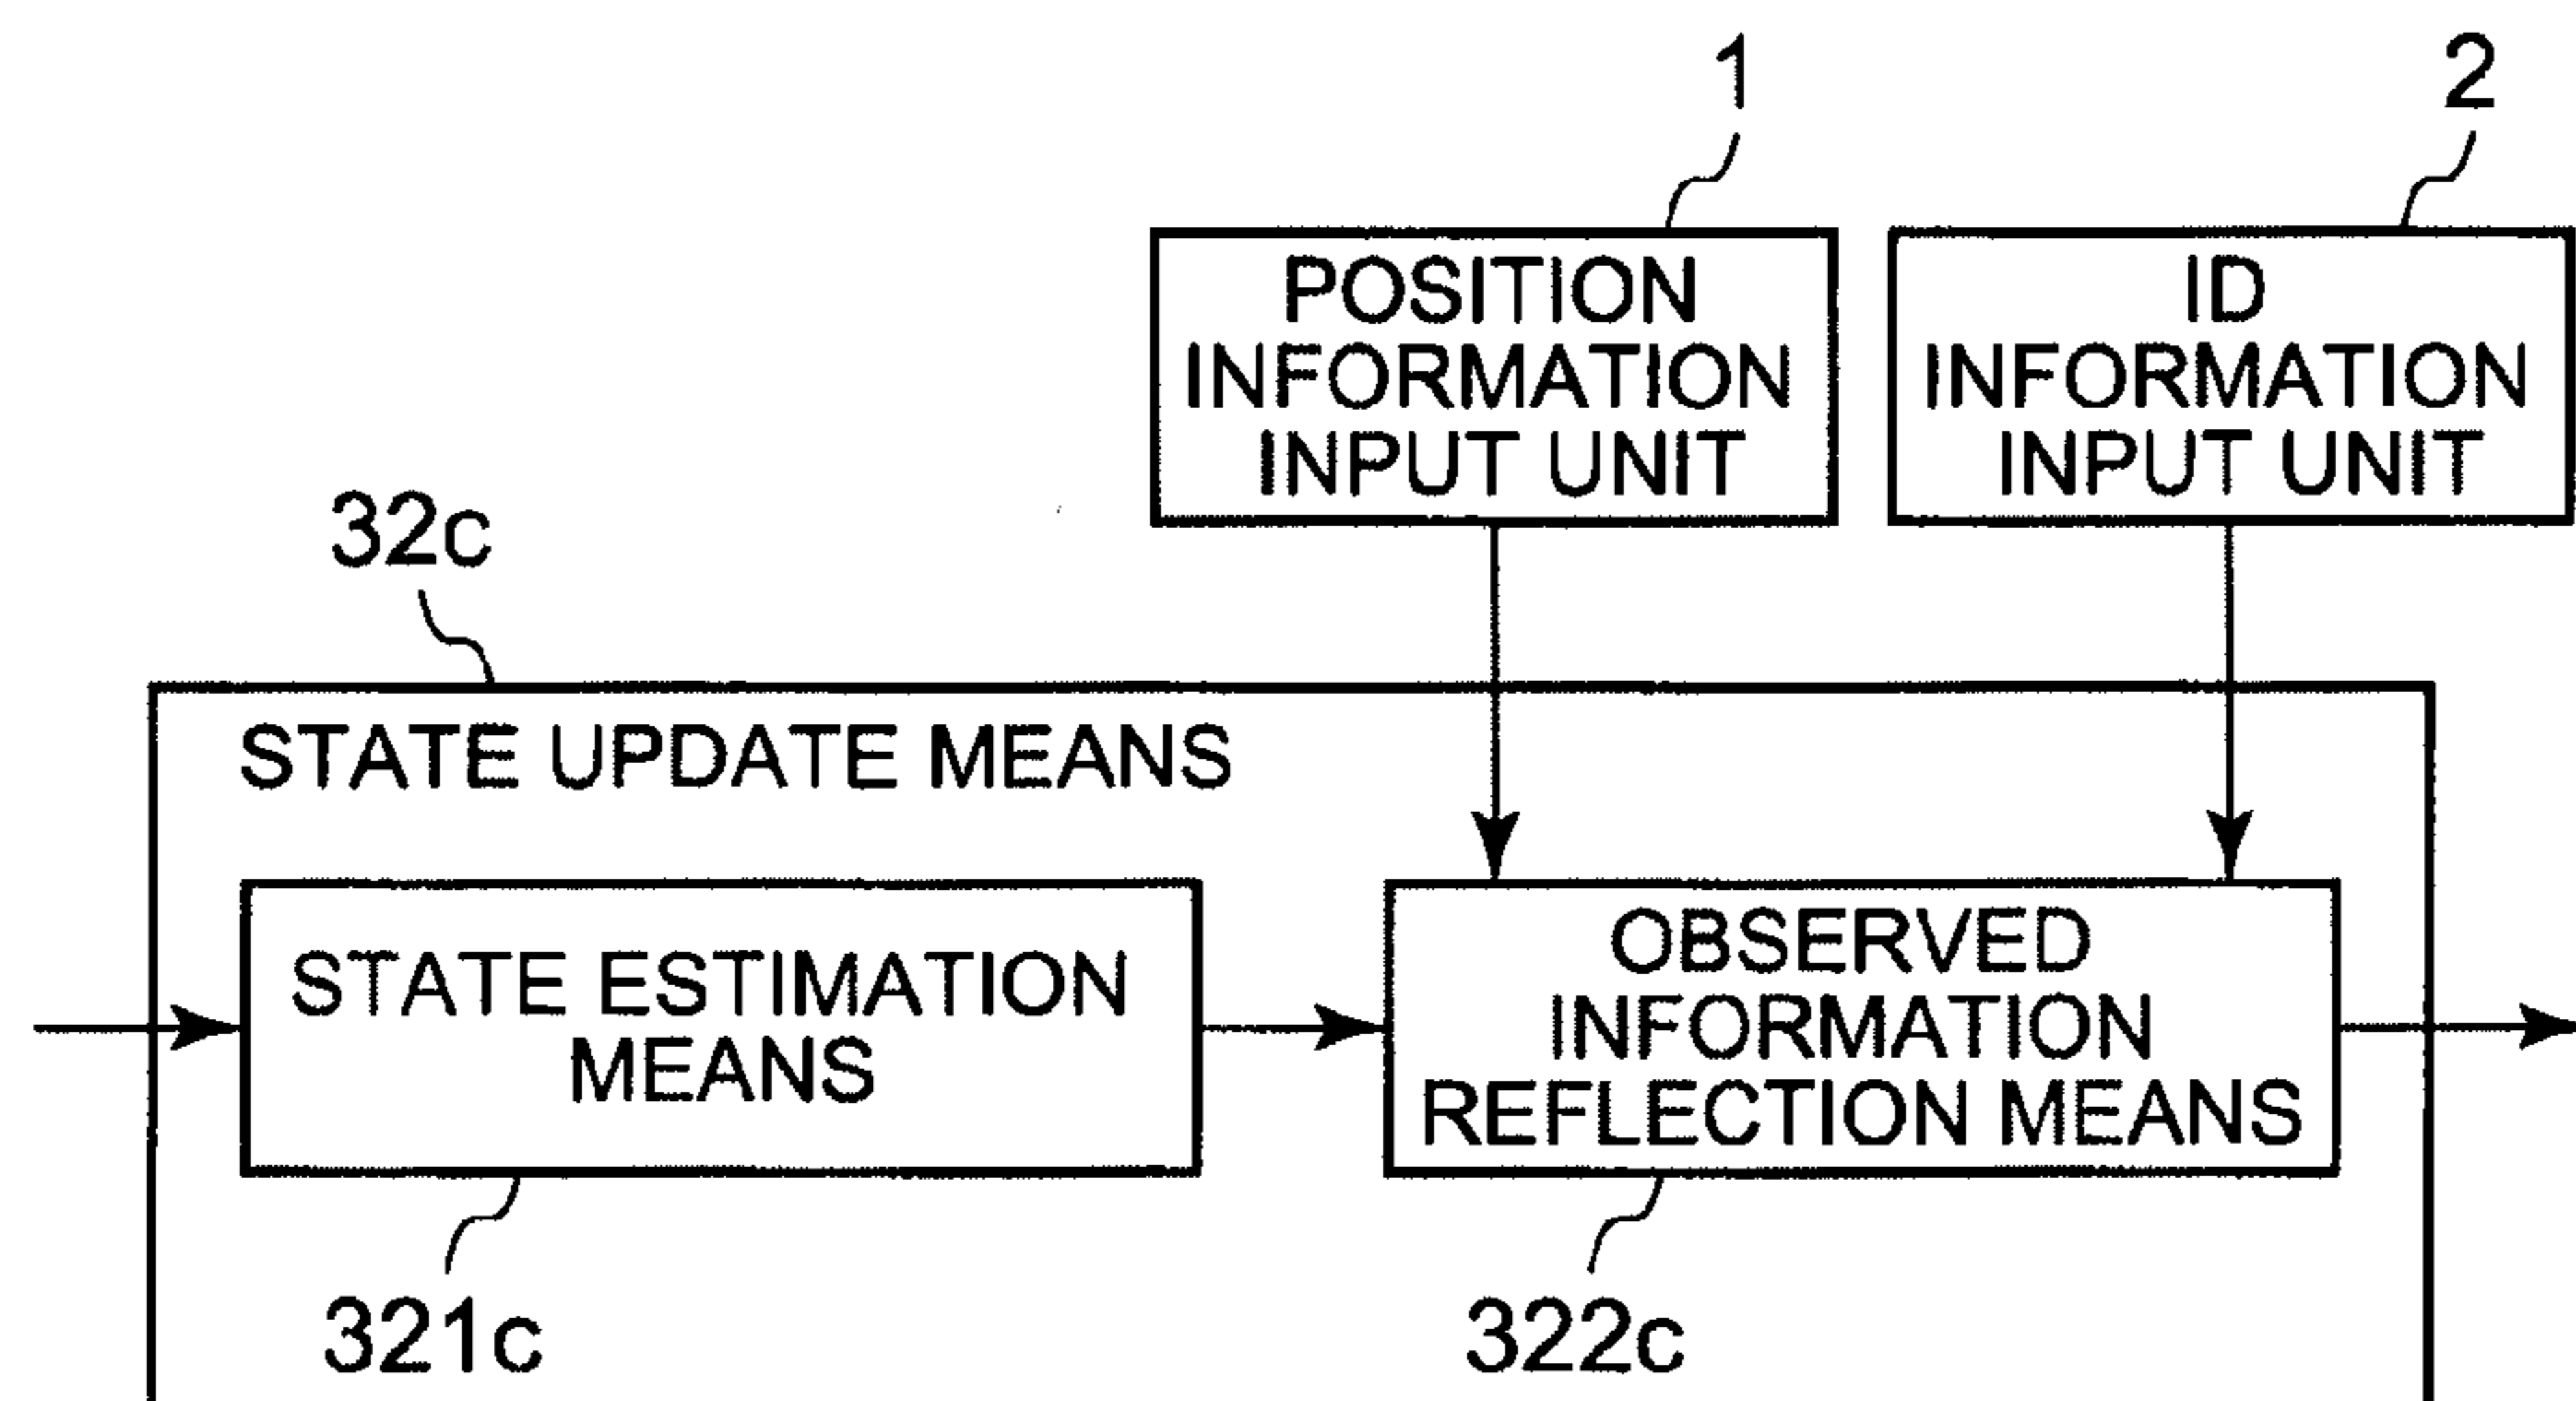 1
2
POSITION
INFORMATION
INPUT UNIT
ID
INFORMATION
INPUT UNIT
32c
STATE UPDATE MEANS
STATE ESTIMATION
MEANS
OBSERVED
INFORMATION
REFLECTION MEANS
321c
322c